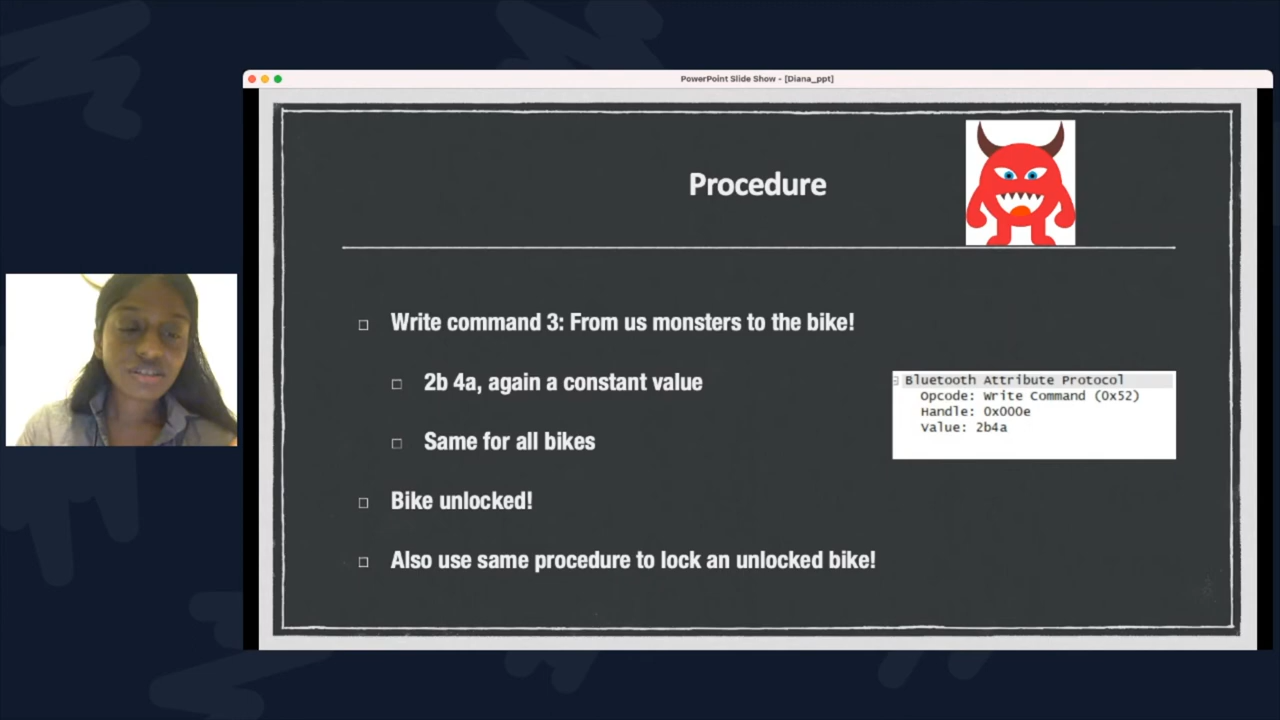 PowerPoint Slide Show - [Diana_ppt]
Procedure
Write command 3: From us monsters to the bike!
2b 4a, again a constant value
Same for all bikes
Bike unlocked!
Also use same procedure to lock an unlocked bike!
Bluetooth Attribute Protocol
Opcode: Write Command (0x52)
Handle: 0x000e
Value: 2b4a